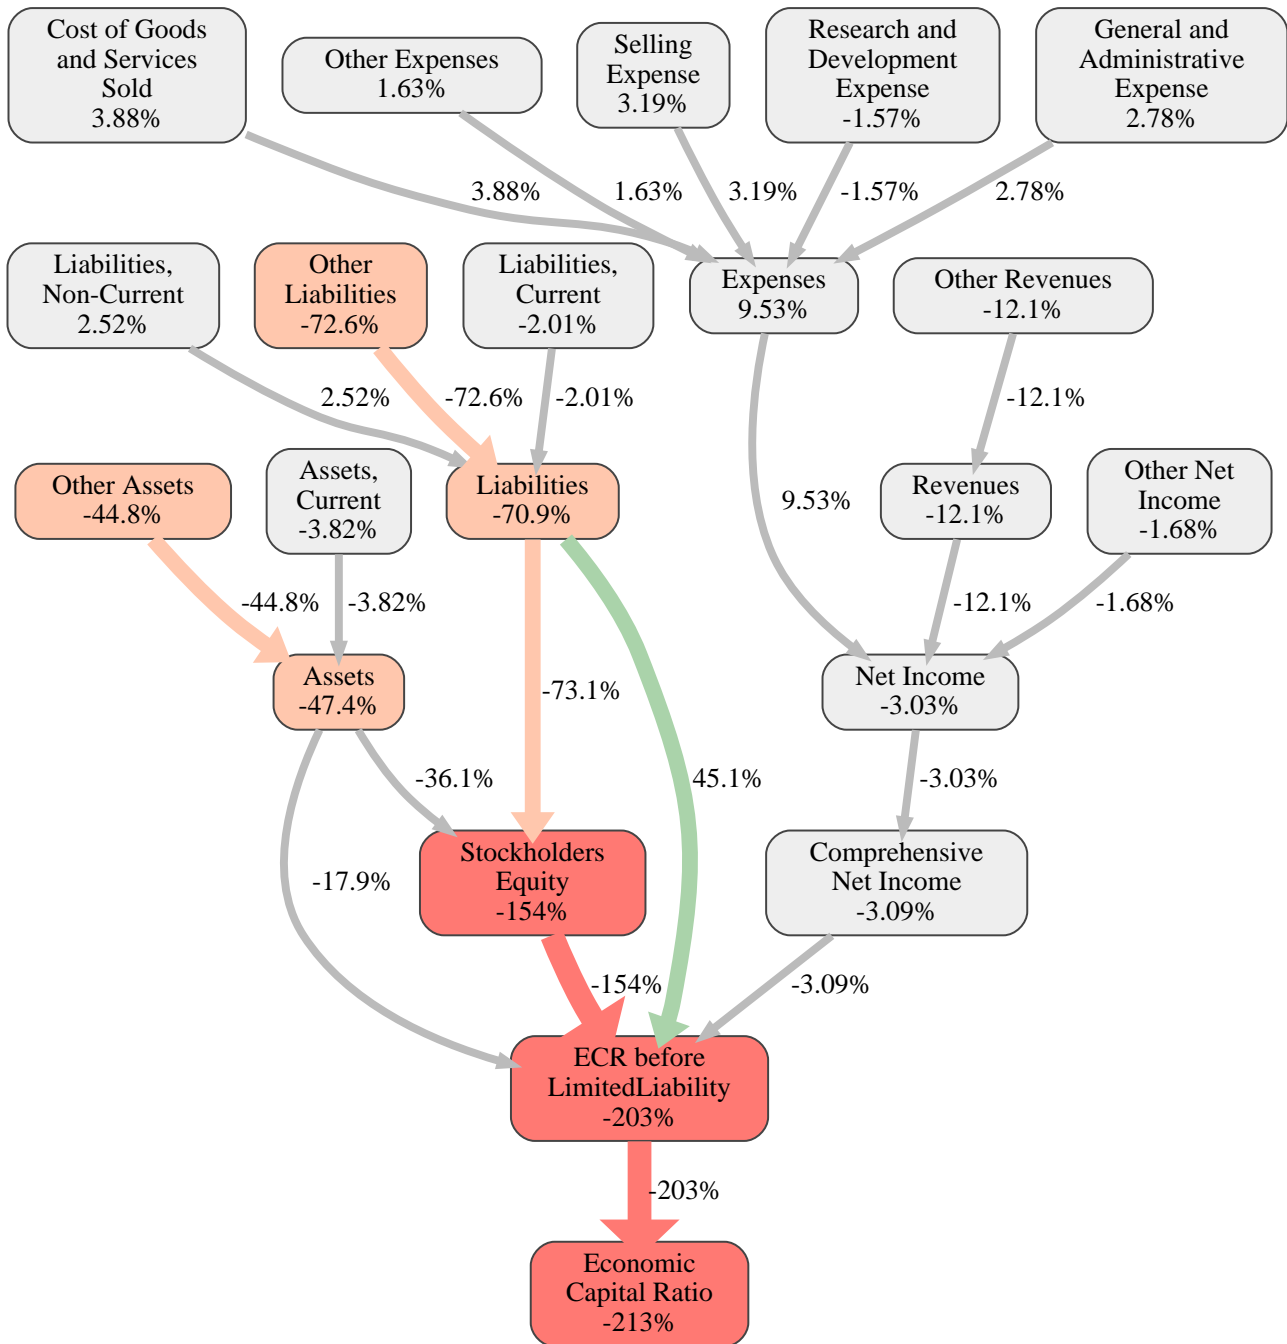 Cost of Goods
and Services
Sold
3.88%
Other Expenses
1.63%
Selling
Expense
3.19%
Research and
Development
Expense
-1.57%
General and
Administrative
Expense
2.78%
3.88%
1.63%
3.19%
-1.57%
2.78%
Liabilities,
Non-Current
2.52%
Other
Liabilities
-72.6%
Liabilities,
Current
-2.01%
Expenses
9.53%
Other Revenues
-12.1%
2.52%
-72.6%
-2.01%
-12.1%
Other Assets
-44.8%
Assets,
Current
-3.82%
Liabilities
-70.9%
9.53%
Revenues
-12.1%
Other Net
Income
-1.68%
-44.8%
-3.82%
-12.1%
-1.68%
Assets
-47.4%
-73.1%
Net Income
-3.03%
-36.1%
45.1%
-3.03%
-17.9%
Stockholders
Equity
-154%
Comprehensive
Net Income
-3.09%
-154%
-3.09%
ECR before
LimitedLiability
-203%
-203%
Economic
Capital Ratio
-213%